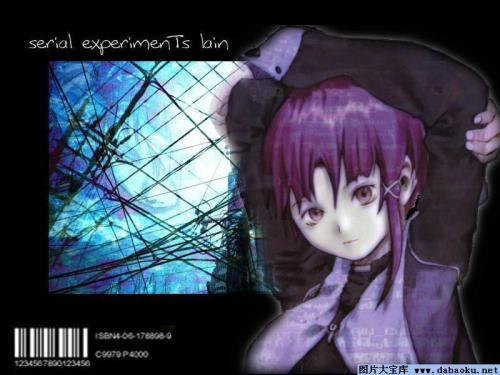 serial experimenTs lain
ISBN4-06-178898-9
C9979 P4000
1234567890123456
图片大宝库
www.dabaoku.net